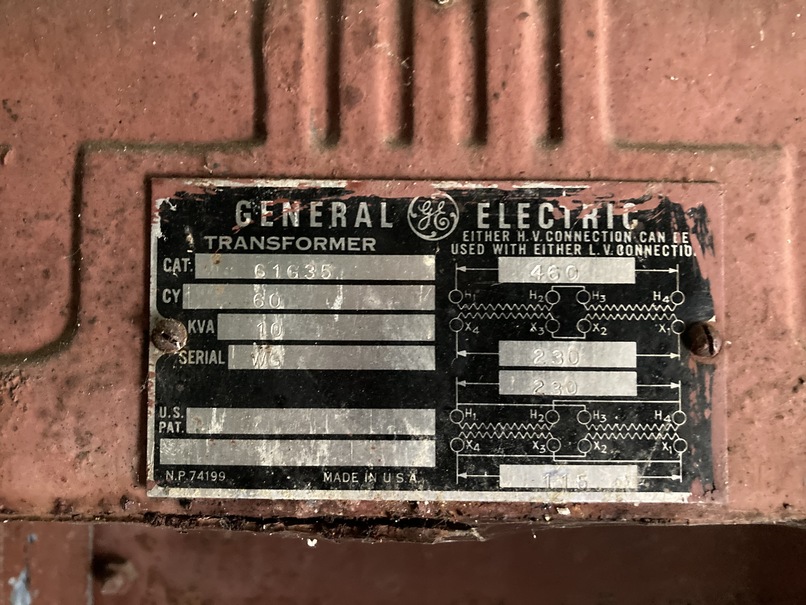 GENERAL GE ELECTRIC
TRANSFORMER
EITHER H.V. CONNECTION CAN BE
USED WITH EITHER L.V. CONNECTIO.
CAT. 61G35
CY 60
KVA 10
SERIAL WG
U.S.
PAT.
N.P. 74199 MADE IN U.S.A.
460
H1 H2 H3 H4
X4 X3 X2 X1
230
230
H1 H2 H3 H4
X4 X3 X2 X1
115